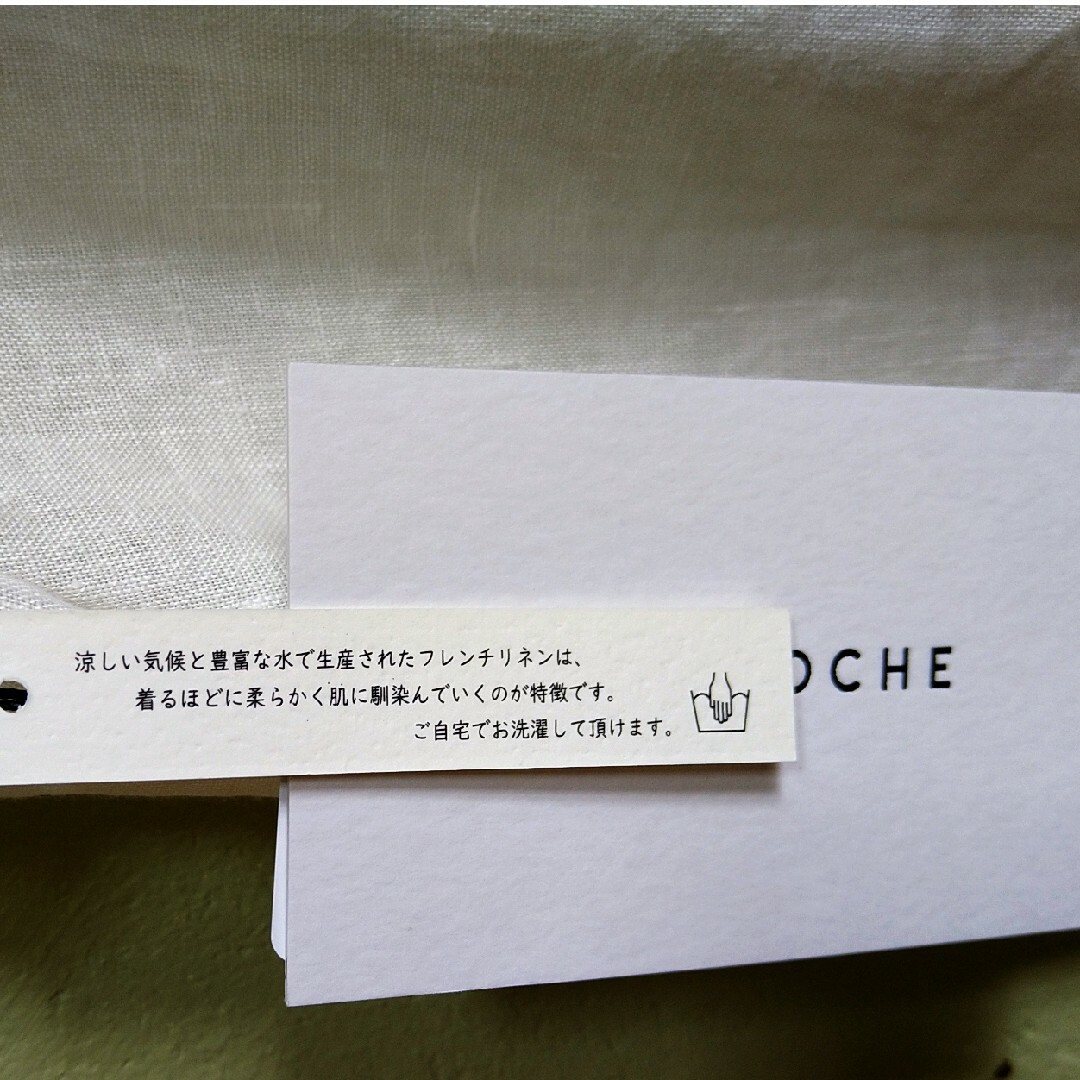 涼しい気候と豊富な水で生産されたフレンチリネンは、
着るほどに柔らかく肌に馴染んでいくのが特徴です。
ご自宅でお洗濯して頂けます。
OCHE